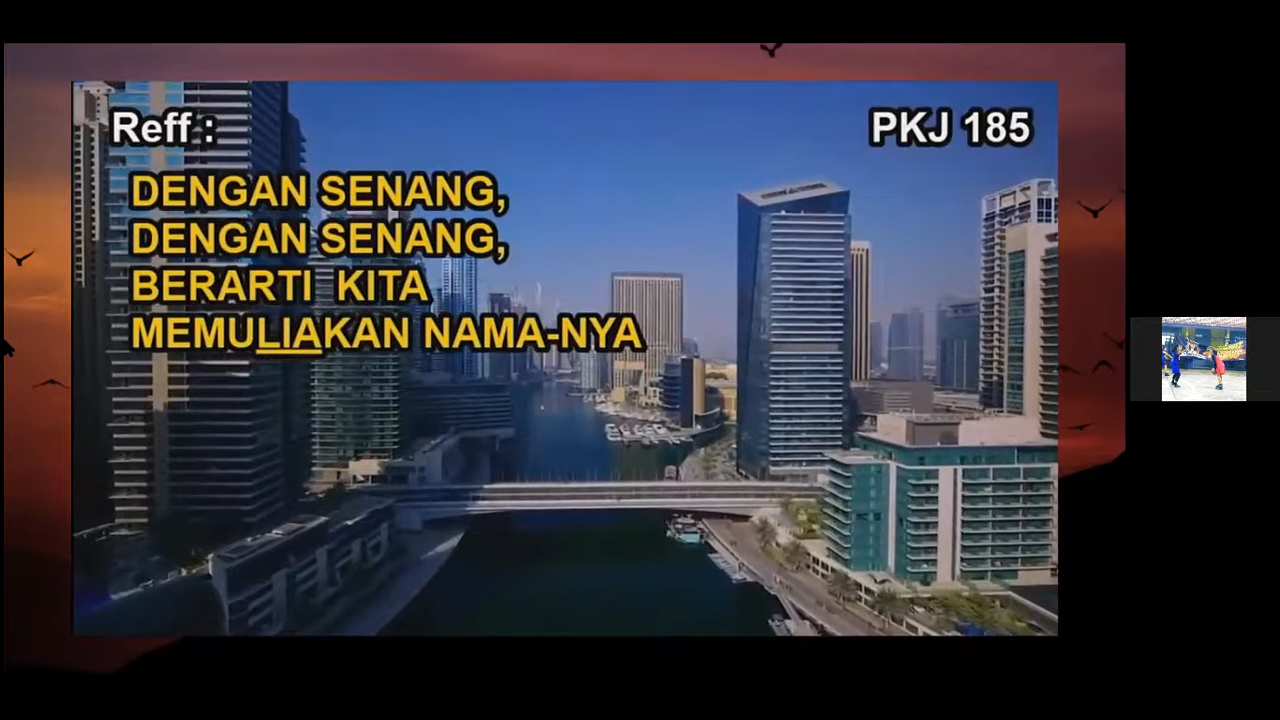 Reff : PKJ 185
DENGAN SENANG,
DENGAN SENANG,
BERARTI KITA
MEMULIAKAN NAMA-NYA